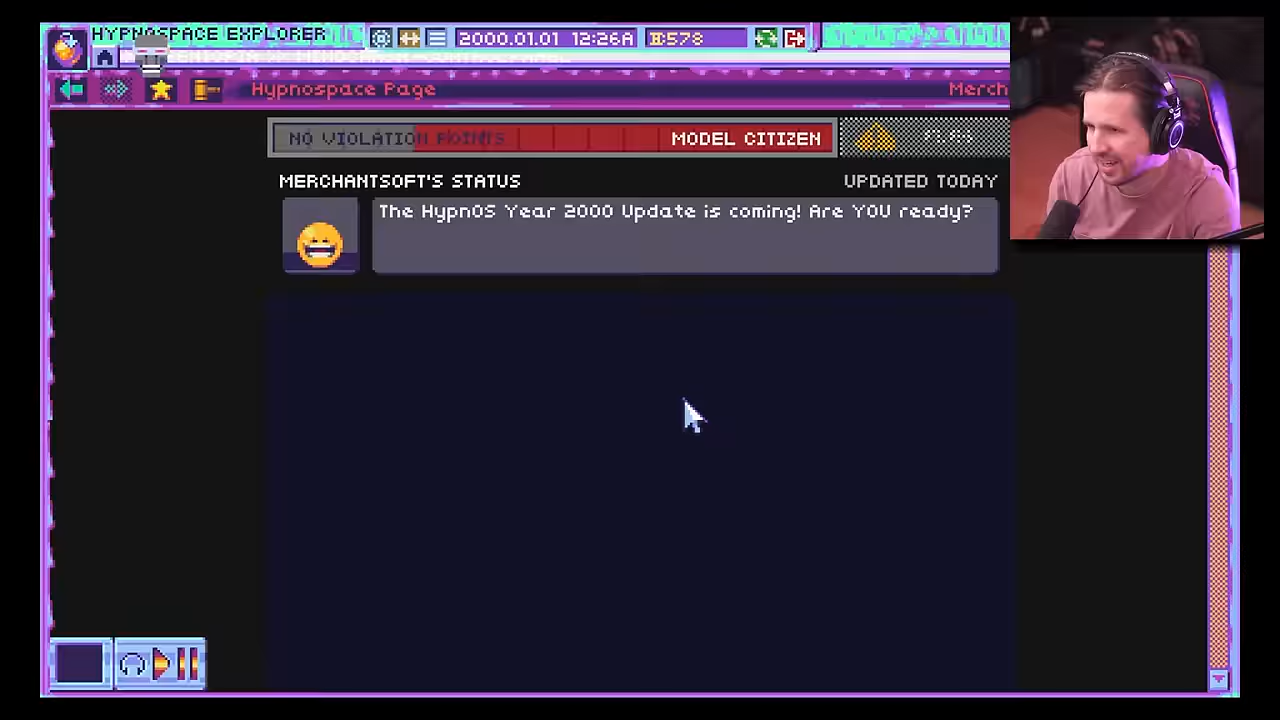 HYPNOSPACE EXPLORER
2000.01.01 12:26A
578
Hypnospace Page
Merch
NO VIOLATION POINTS
MODEL CITIZEN
MERCHANTSOFT'S STATUS
UPDATED TODAY
The HypnOS Year 2000 Update is coming! Are YOU ready?